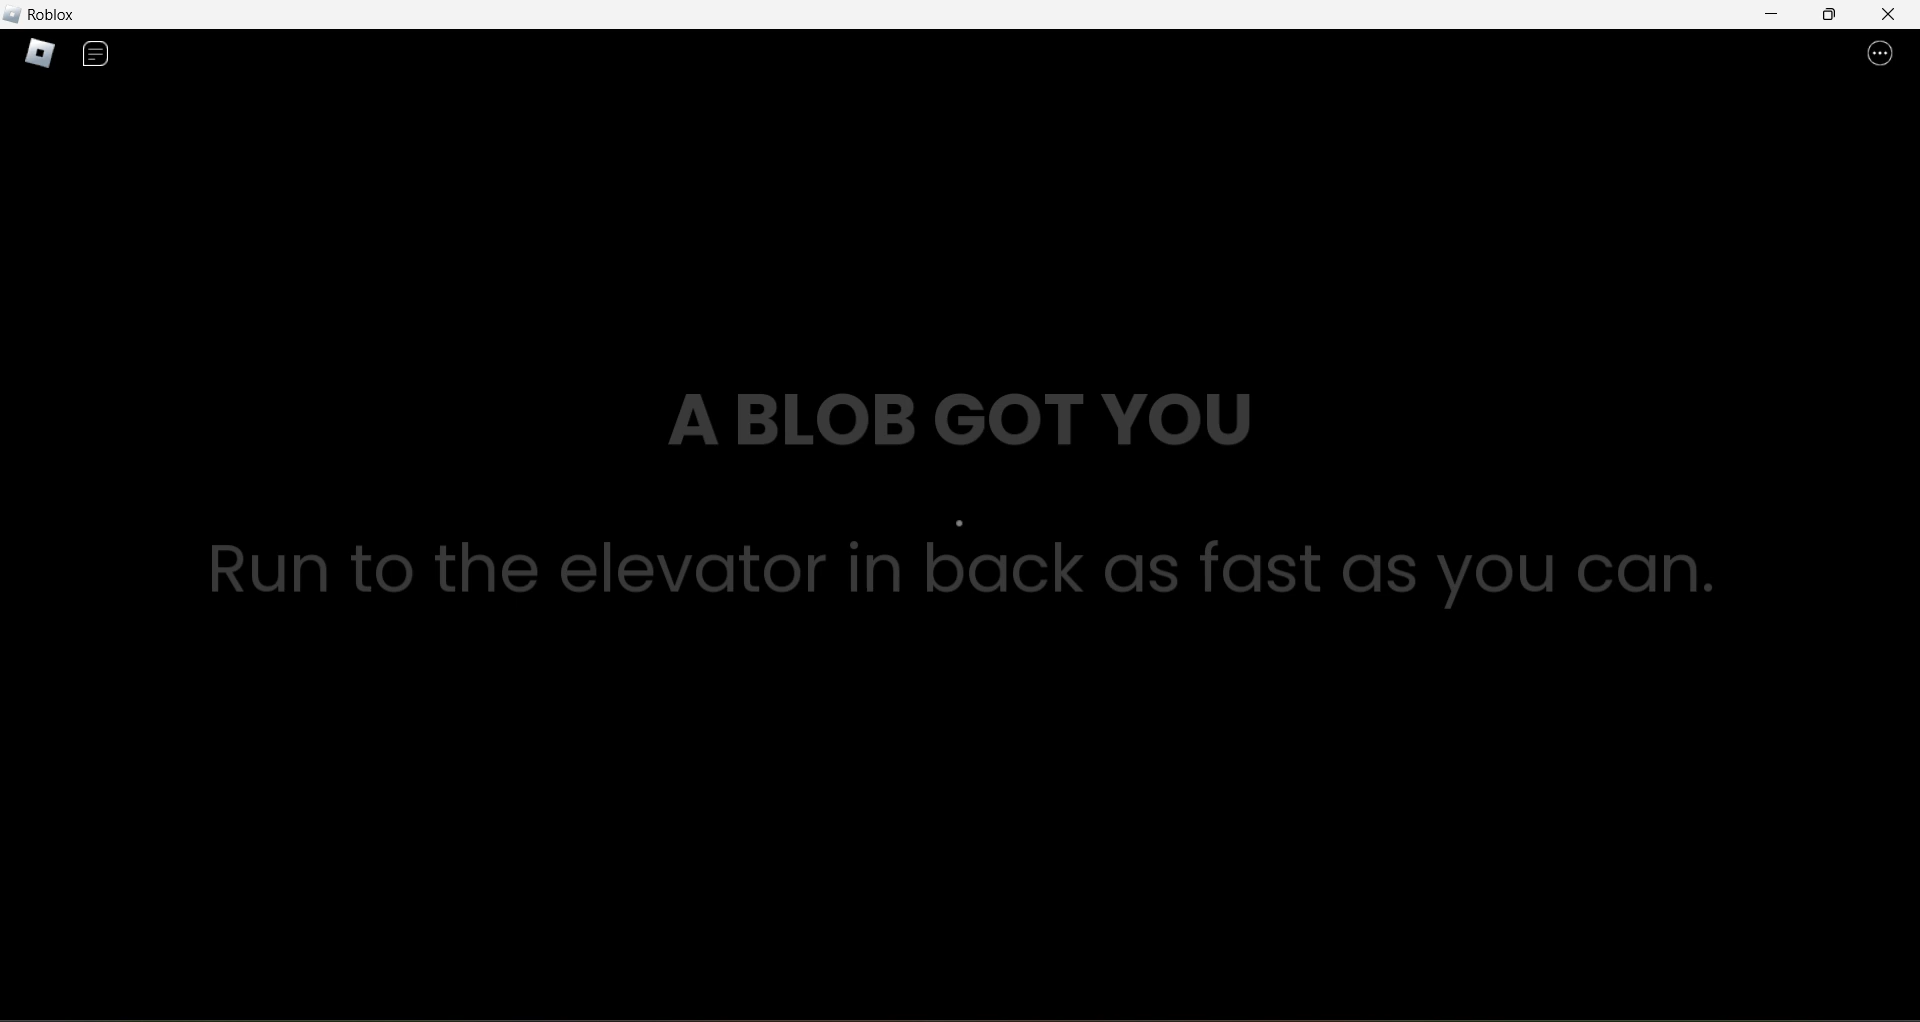 Roblox
A BLOB GOT YOU
Run to the elevator in back as fast as you can.